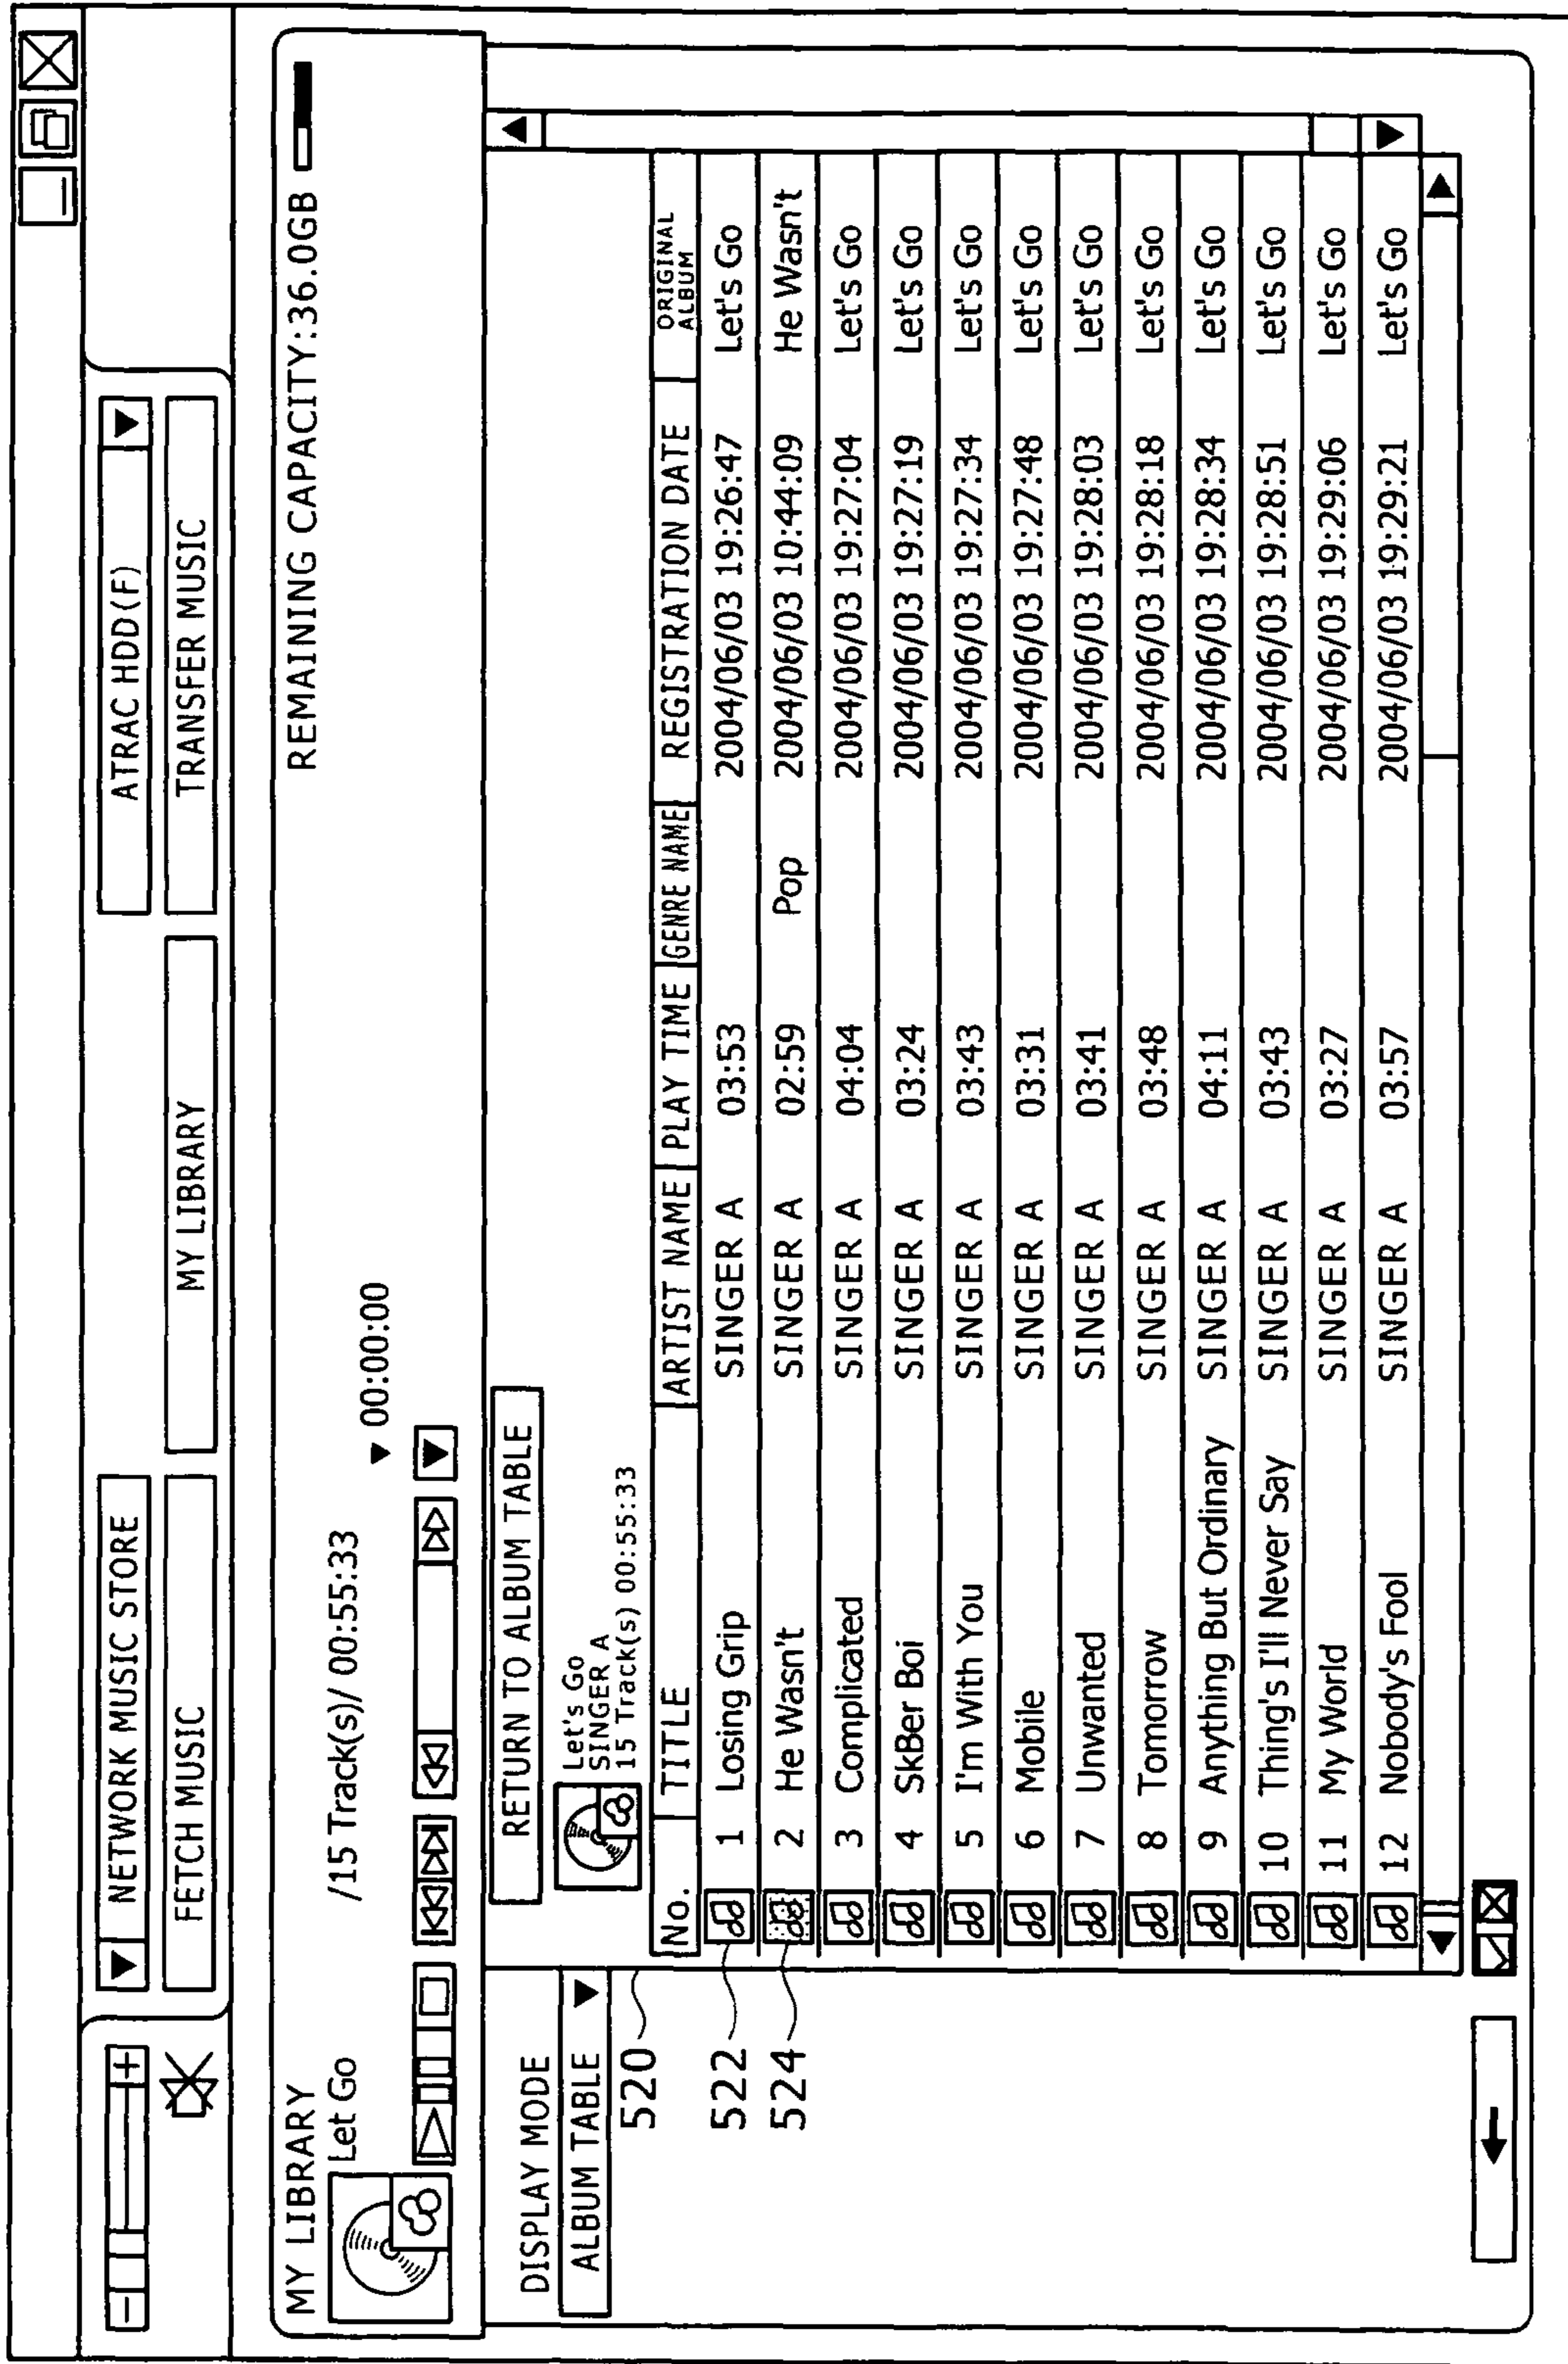 NETWORK MUSIC STORE
ATRAC HDD(F)
FETCH MUSIC
MY LIBRARY
TRANSFER MUSIC
MY LIBRARY
REMAINING CAPACITY:36.0GB
Let Go
/15 Track(s)/ 00:55:33
00:00:00
DISPLAY MODE
ALBUM TABLE
RETURN TO ALBUM TABLE
Let's Go
SINGER A
15 Track(s) 00:55:33
520
No. TITLE ARTIST NAME PLAY TIME GENRE NAME REGISTRATION DATE ORIGINAL ALBUM
522 1 Losing Grip SINGER A 03:53 2004/06/03 19:26:47 Let's Go
524 2 He Wasn't SINGER A 02:59 Pop 2004/06/03 10:44:09 He Wasn't
3 Complicated SINGER A 04:04 2004/06/03 19:27:04 Let's Go
4 Sk8er Boi SINGER A 03:24 2004/06/03 19:27:19 Let's Go
5 I'm With You SINGER A 03:43 2004/06/03 19:27:34 Let's Go
6 Mobile SINGER A 03:31 2004/06/03 19:27:48 Let's Go
7 Unwanted SINGER A 03:41 2004/06/03 19:28:03 Let's Go
8 Tomorrow SINGER A 03:48 2004/06/03 19:28:18 Let's Go
9 Anything But Ordinary SINGER A 04:11 2004/06/03 19:28:34 Let's Go
10 Thing's I'll Never Say SINGER A 03:43 2004/06/03 19:28:51 Let's Go
11 My World SINGER A 03:27 2004/06/03 19:29:06 Let's Go
12 Nobody's Fool SINGER A 03:57 2004/06/03 19:29:21 Let's Go